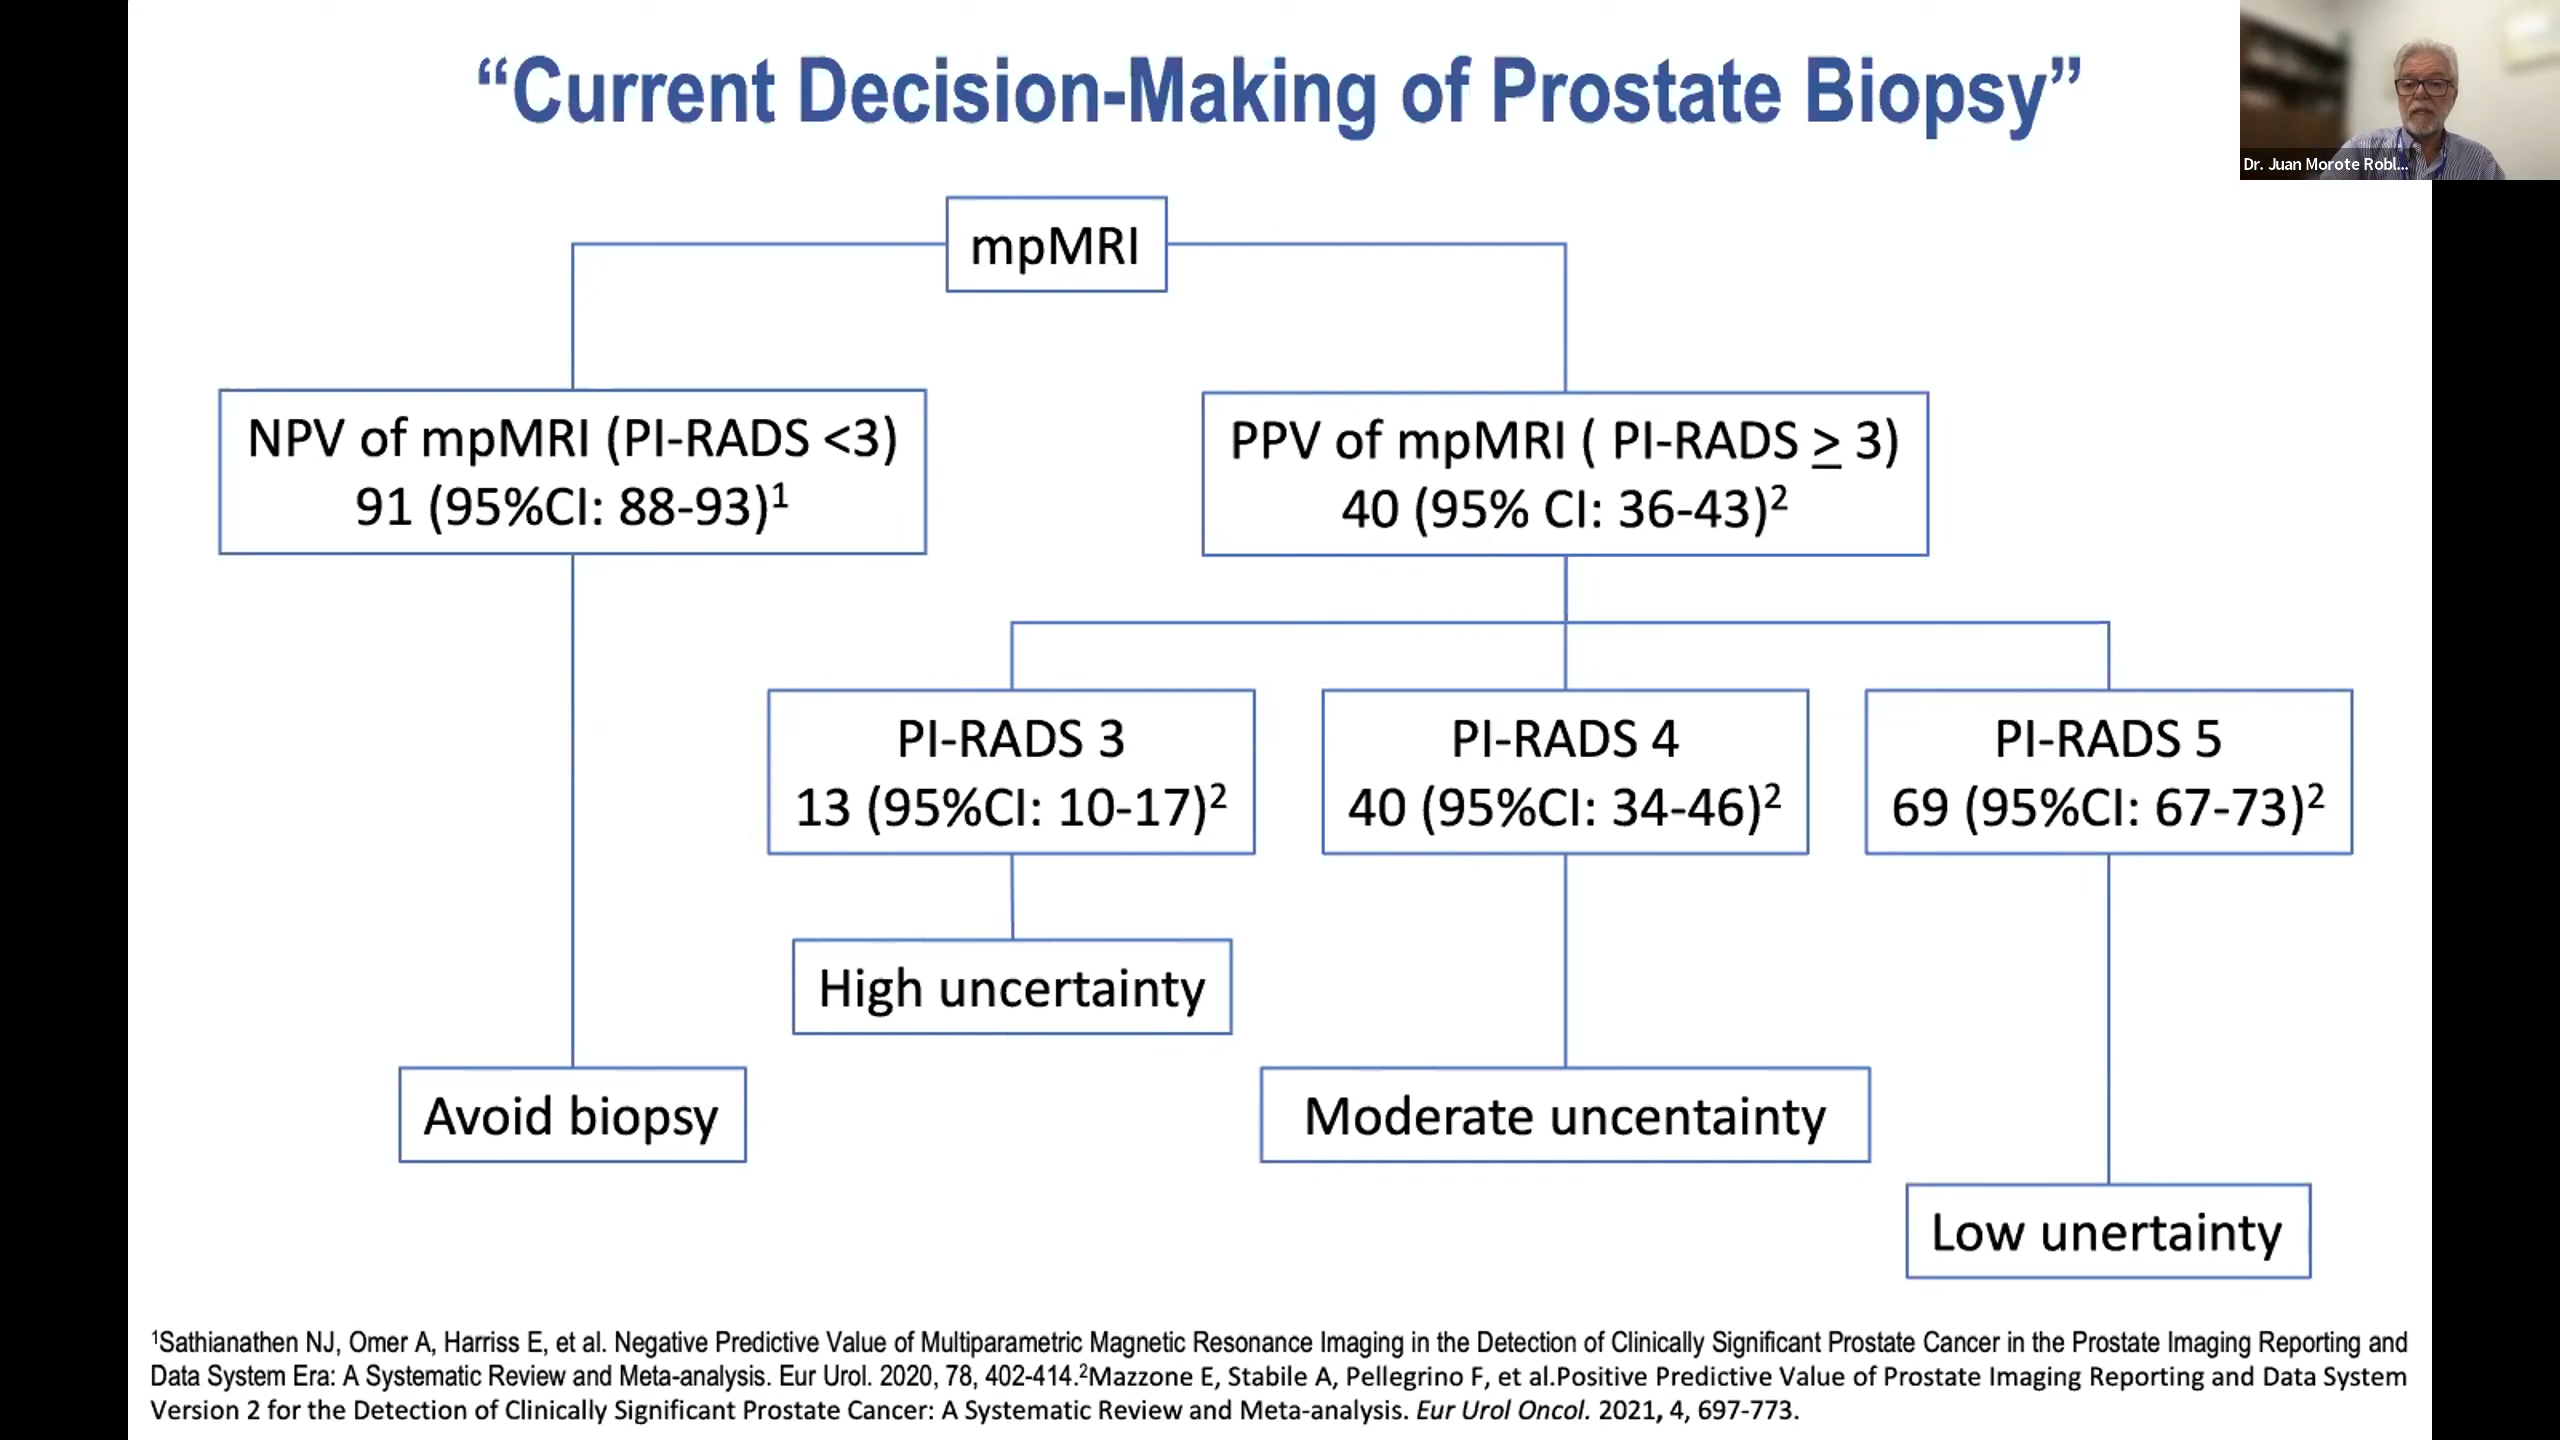 “Current Decision-Making of Prostate Biopsy”
Dr. Juan Morote Robl...
mpMRI
NPV of mpMRI (PI-RADS <3)
91 (95%CI: 88-93)¹
PPV of mpMRI ( PI-RADS ≥ 3)
40 (95% CI: 36-43)²
PI-RADS 3
13 (95%CI: 10-17)²
PI-RADS 4
40 (95%CI: 34-46)²
PI-RADS 5
69 (95%CI: 67-73)²
High uncertainty
Avoid biopsy
Moderate uncentainty
Low unertainty
¹Sathianathen NJ, Omer A, Harriss E, et al. Negative Predictive Value of Multiparametric Magnetic Resonance Imaging in the Detection of Clinically Significant Prostate Cancer in the Prostate Imaging Reporting and
Data System Era: A Systematic Review and Meta-analysis. Eur Urol. 2020, 78, 402-414.²Mazzone E, Stabile A, Pellegrino F, et al.Positive Predictive Value of Prostate Imaging Reporting and Data System
Version 2 for the Detection of Clinically Significant Prostate Cancer: A Systematic Review and Meta-analysis. Eur Urol Oncol. 2021, 4, 697-773.